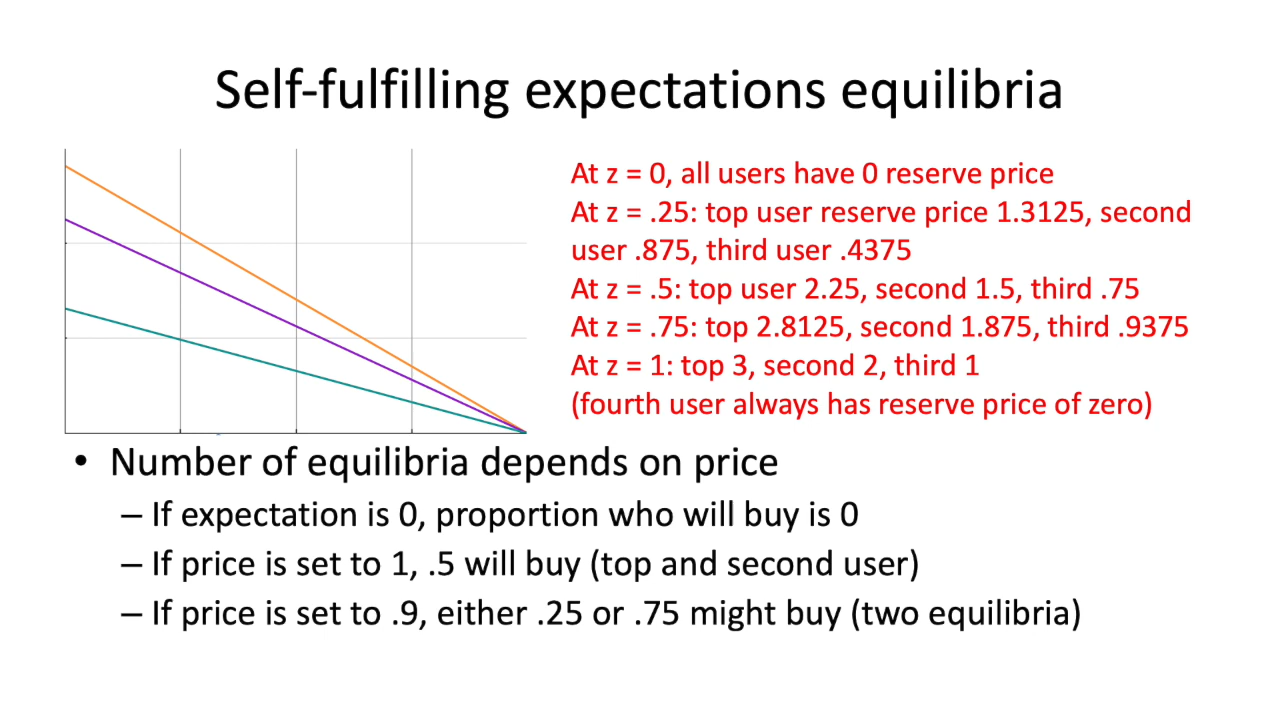 Self-fulfilling expectations equilibria
At z = 0, all users have 0 reserve price
At z = .25: top user reserve price 1.3125, second
user .875, third user .4375
At z = .5: top user 2.25, second 1.5, third .75
At z = .75: top 2.8125, second 1.875, third .9375
At z = 1: top 3, second 2, third 1
(fourth user always has reserve price of zero)
• Number of equilibria depends on price
– If expectation is 0, proportion who will buy is 0
– If price is set to 1, .5 will buy (top and second user)
– If price is set to .9, either .25 or .75 might buy (two equilibria)